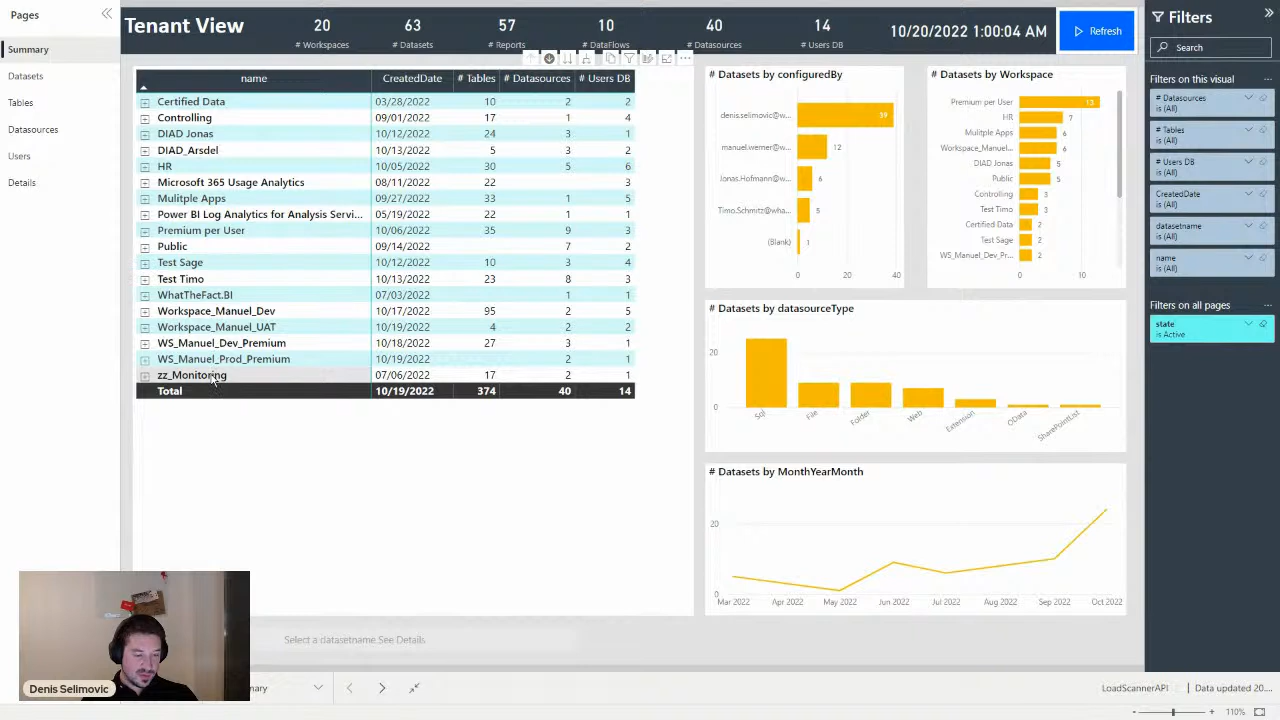 Pages
Summary
Datasets
Tables
Datasources
Users
Details
Tenant View
20
# Workspaces
63
# Datasets
57
# Reports
10
# DataFlows
40
# Datasources
14
# Users DB
10/20/2022 1:00:04 AM
Refresh
name CreatedDate # Tables # Datasources # Users DB
Certified Data 03/28/2022 10 2 2
Controlling 09/01/2022 17 1 4
DIAD Jonas 10/12/2022 24 3 1
DIAD_Arsdel 10/13/2022 5 3 2
HR 10/05/2022 30 5 6
Microsoft 365 Usage Analytics 08/11/2022 22 3
Mulitple Apps 09/27/2022 33 1 5
Power BI Log Analytics for Analysis Servi... 05/19/2022 22 1 1
Premium per User 10/06/2022 35 9 3
Public 09/14/2022 7 2
Test Sage 10/12/2022 10 3 4
Test Timo 10/13/2022 23 8 3
WhatTheFact.BI 07/03/2022 1 1
Workspace_Manuel_Dev 10/17/2022 95 2 5
Workspace_Manuel_UAT 10/19/2022 4 2 2
WS_Manuel_Dev_Premium 10/18/2022 27 3 1
WS_Manuel_Prod_Premium 10/19/2022 2 1
zz_Monitoring 07/06/2022 17 2 1
Total 10/19/2022 374 40 14
# Datasets by configuredBy
denis.selimovic@w... 39
manuel.werner@w... 12
Jonas.Hofmann@w... 6
Timo.Schmitz@wha... 5
(Blank) 1
0 20 40
# Datasets by Workspace
Premium per User 13
HR 7
Mulitple Apps 6
Workspace_Manuel... 6
DIAD Jonas 5
Public 5
Controlling 3
Test Timo 3
Certified Data 2
Test Sage 2
WS_Manuel_Dev_Pr... 2
0 10
# Datasets by datasourceType
20
0
Sql File Folder Web Extension OData SharePointList
# Datasets by MonthYearMonth
20
0
Mar 2022 Apr 2022 May 2022 Jun 2022 Jul 2022 Aug 2022 Sep 2022 Oct 2022
Filters
Search
Filters on this visual
# Datasources
is (All)
# Tables
is (All)
# Users DB
is (All)
CreatedDate
is (All)
datasetname
is (All)
name
is (All)
Filters on all pages
state
is Active
Select a datasetname See Details
Denis Selimovic
mary
LoadScannerAPI
Data updated 20....
- + 110%